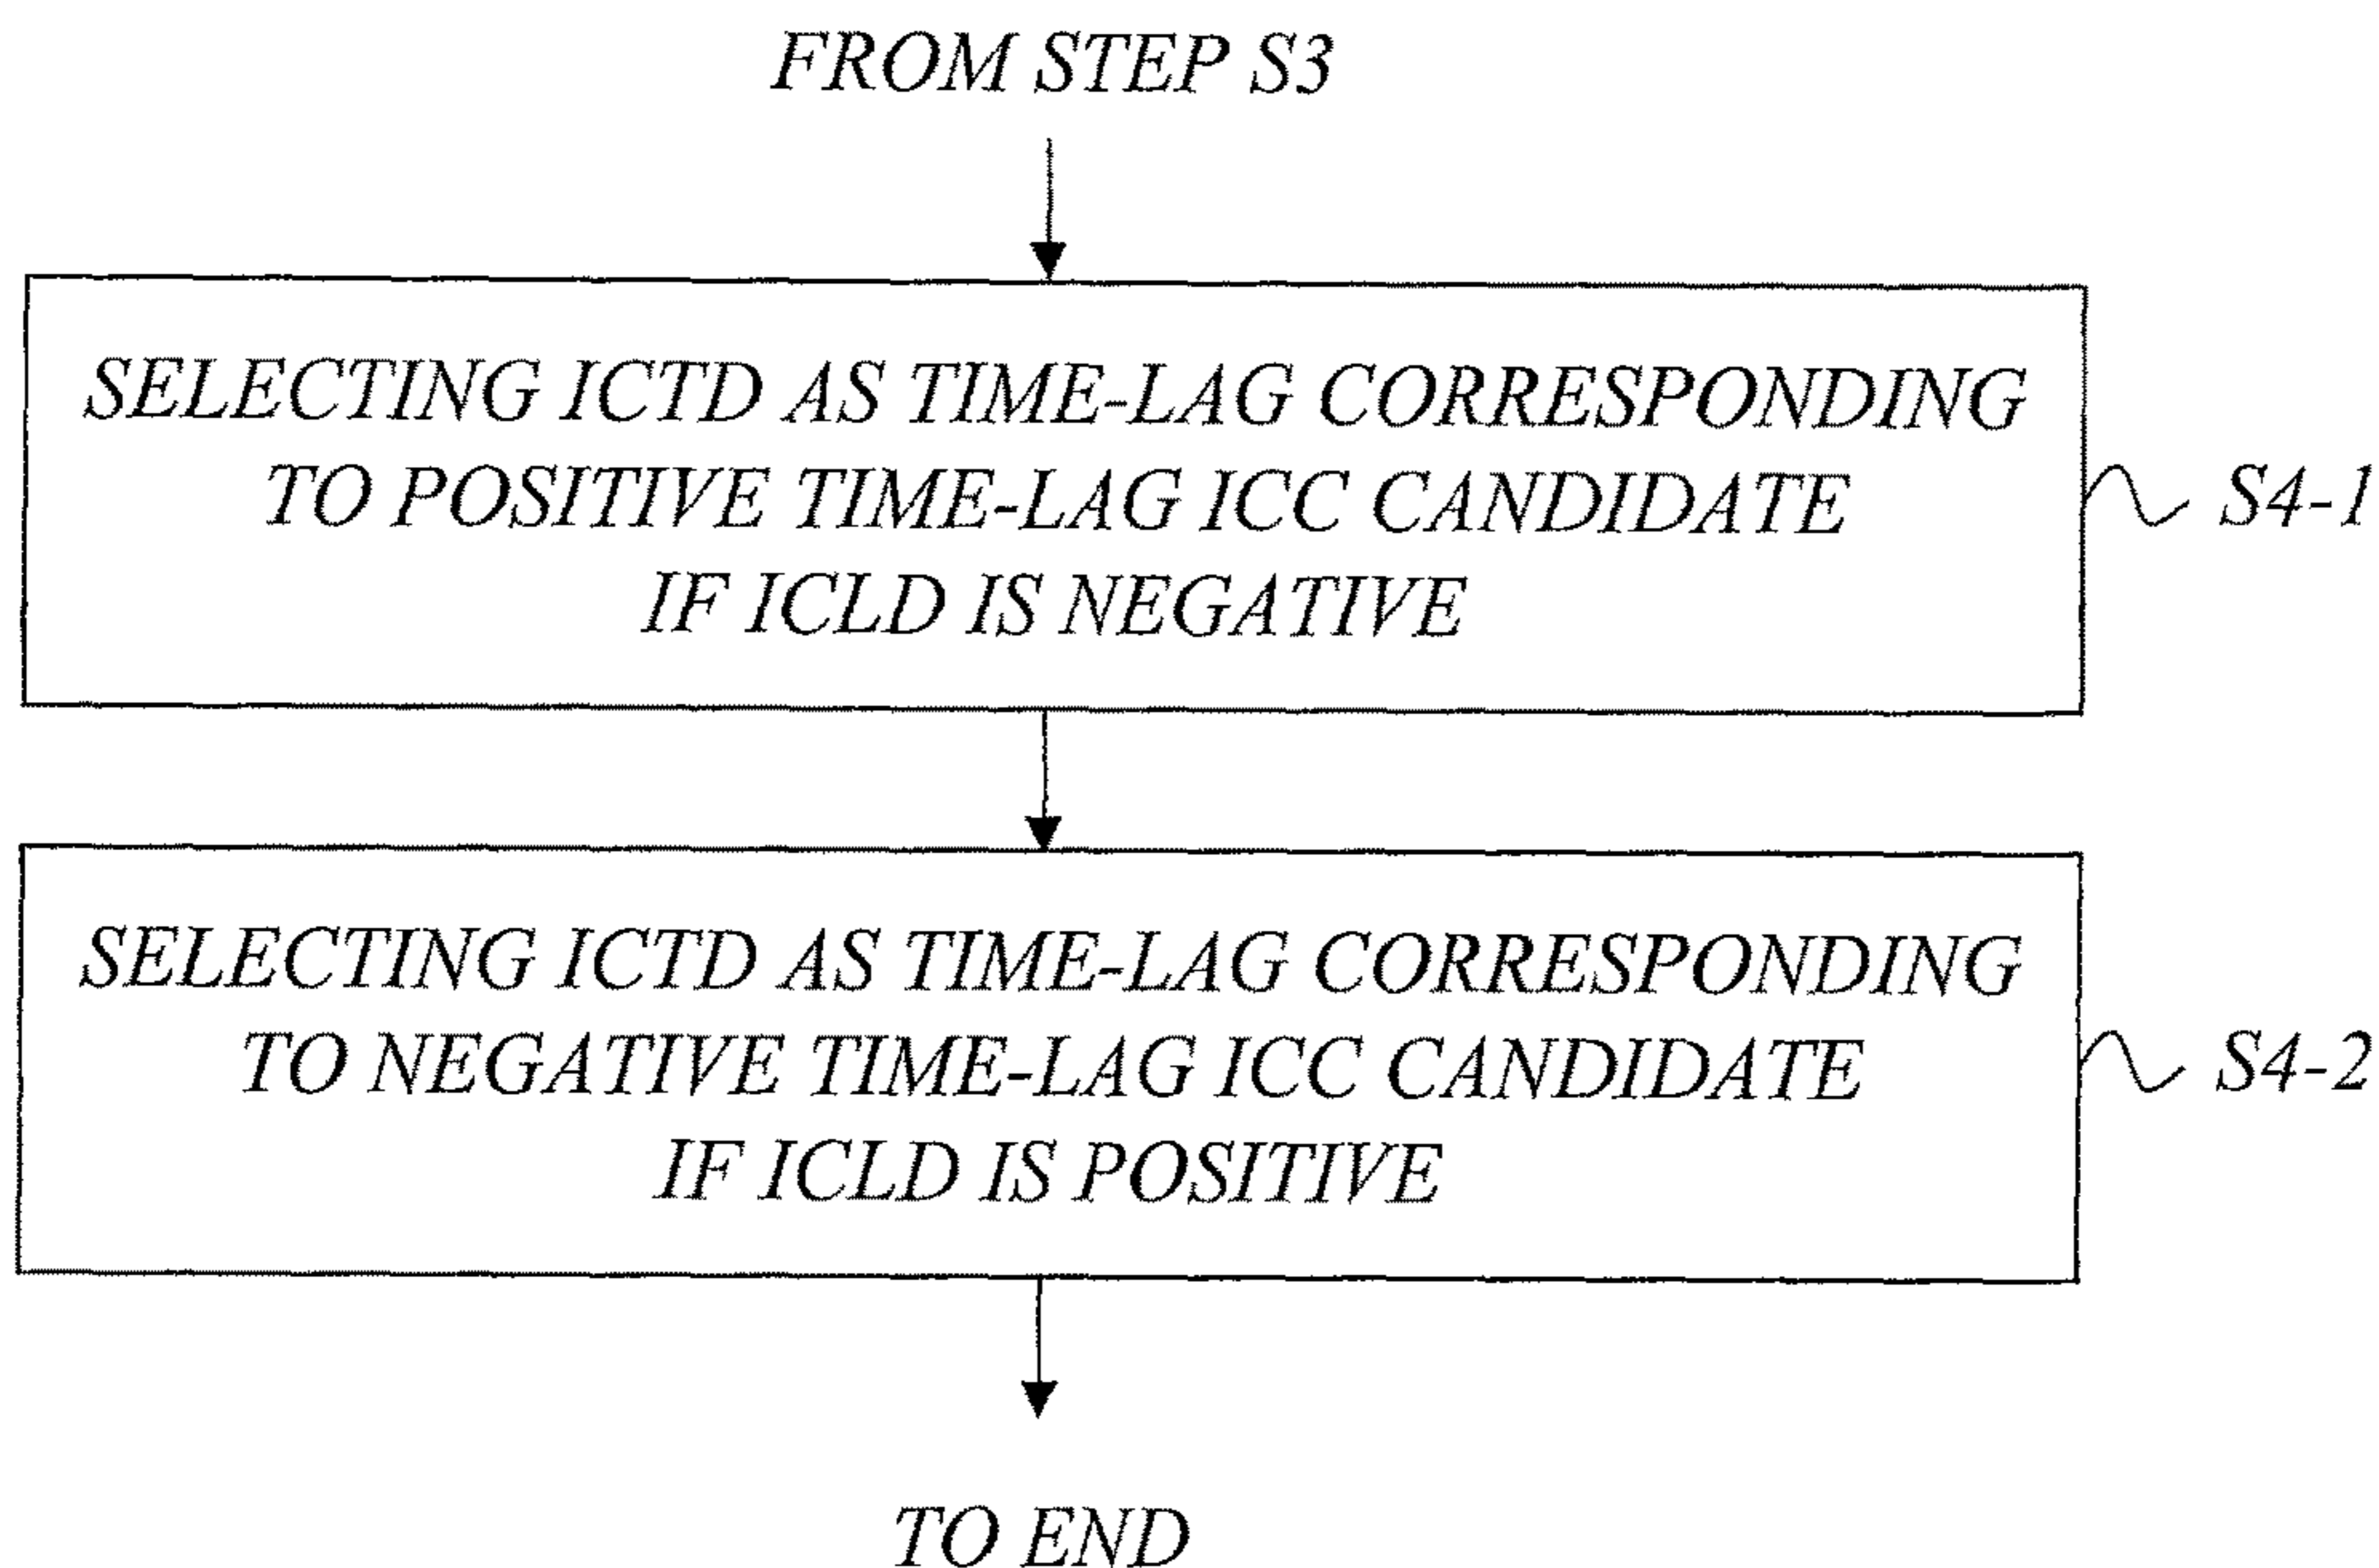 FROM STEP S3
SELECTING ICTD AS TIME-LAG CORRESPONDING
TO POSITIVE TIME-LAG ICC CANDIDATE
IF ICLD IS NEGATIVE
S4-1
SELECTING ICTD AS TIME-LAG CORRESPONDING
TO NEGATIVE TIME-LAG ICC CANDIDATE
IF ICLD IS POSITIVE
S4-2
TO END